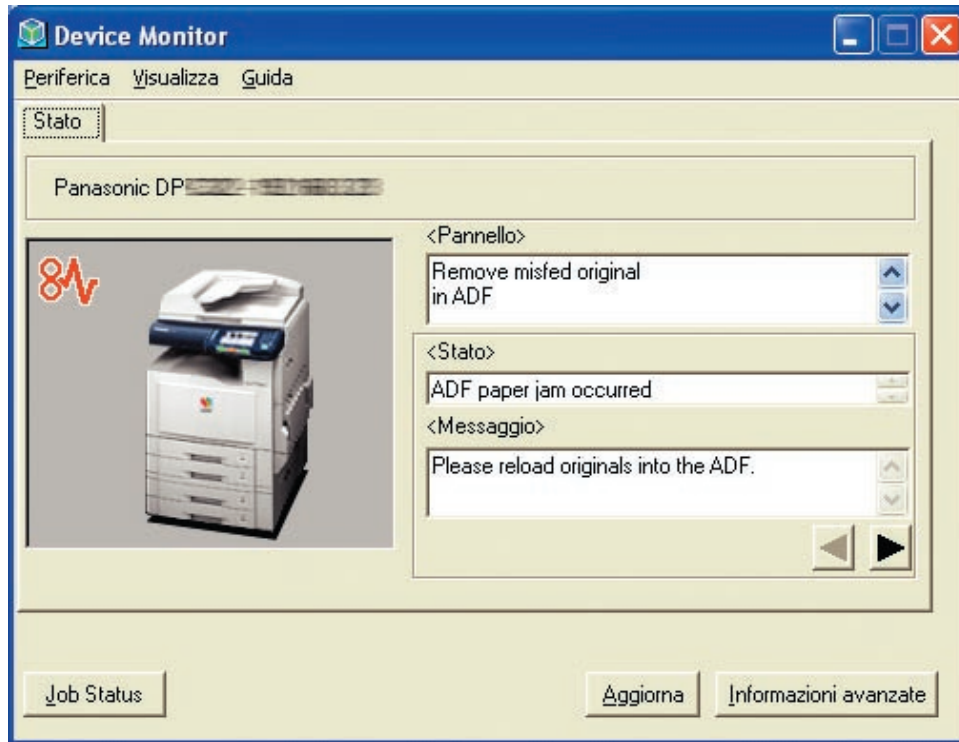 Device Monitor
Periferica Visualizza Guida
Stato
Panasonic DP
<Pannello>
Remove misfed original
in ADF
<Stato>
ADF paper jam occurred
<Messaggio>
Please reload originals into the ADF.
Job Status Aggiorna Informazioni avanzate